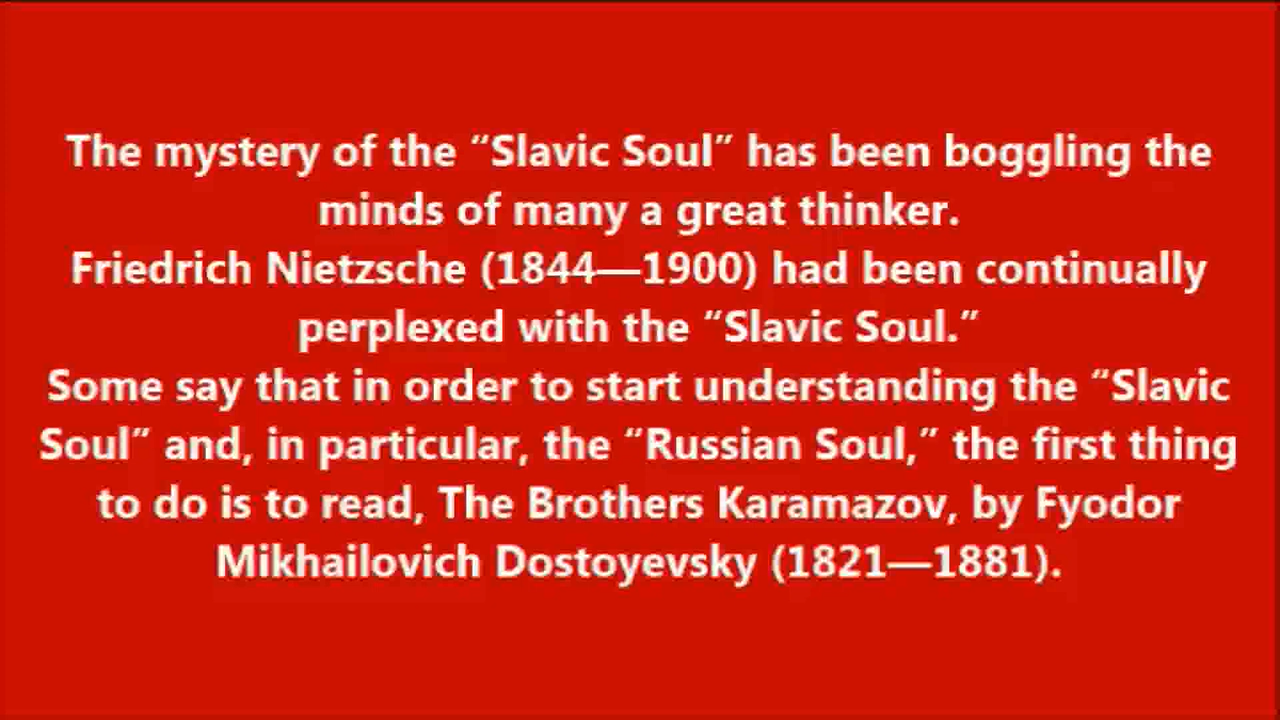 The mystery of the “Slavic Soul” has been boggling the
minds of many a great thinker.
Friedrich Nietzsche (1844—1900) had been continually
perplexed with the “Slavic Soul.”
Some say that in order to start understanding the “Slavic
Soul” and, in particular, the “Russian Soul,” the first thing
to do is to read, The Brothers Karamazov, by Fyodor
Mikhailovich Dostoyevsky (1821—1881).